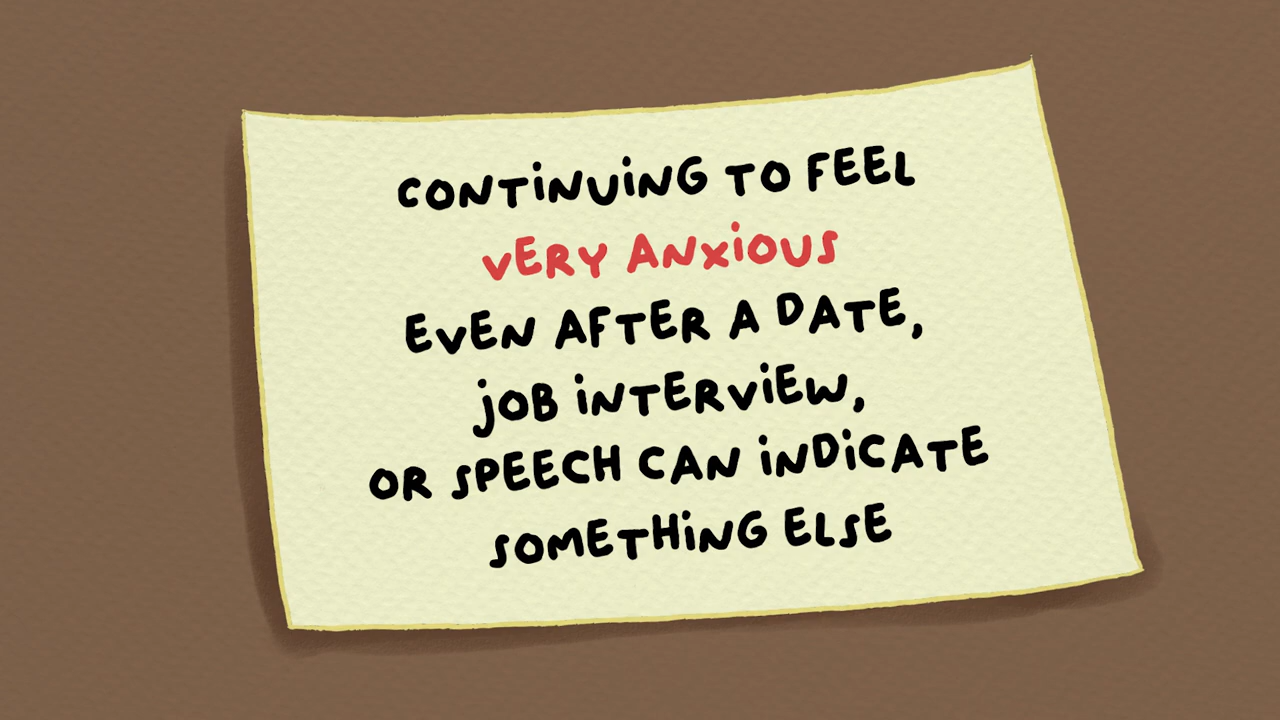 CONTINUING TO FEEL
VERY ANXIOUS
EVEN AFTER A DATE,
JOB INTERVIEW,
OR SPEECH CAN INDICATE
SOMETHING ELSE